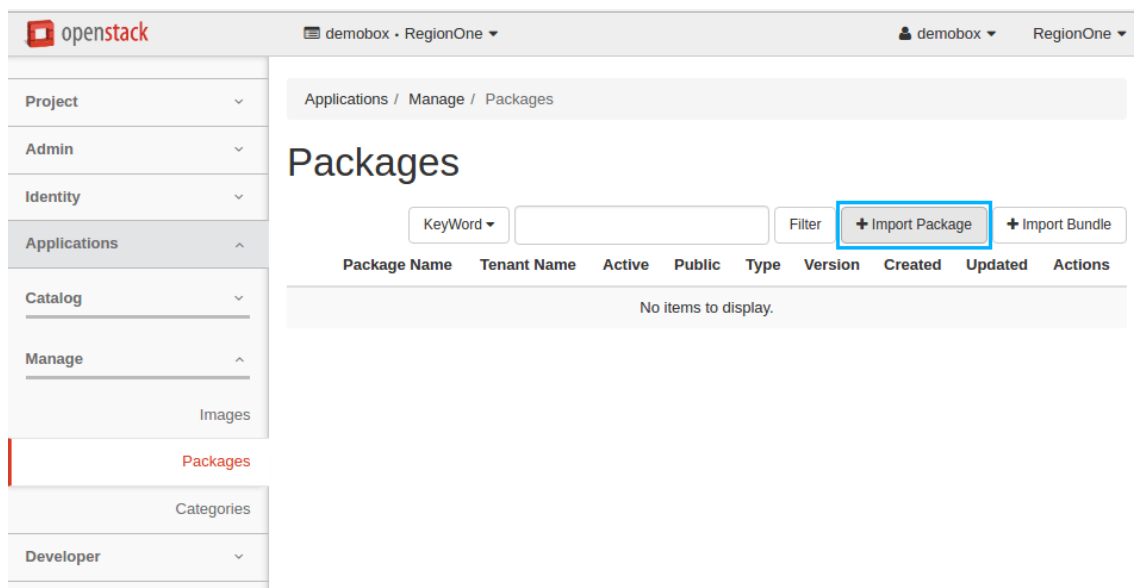 openstack
demobox • RegionOne
demobox
RegionOne
Project
Admin
Identity
Applications
Catalog
Manage
Images
Packages
Categories
Developer
Applications / Manage / Packages
Packages
KeyWord
Filter
+ Import Package
+ Import Bundle
Package Name Tenant Name Active Public Type Version Created Updated Actions
No items to display.